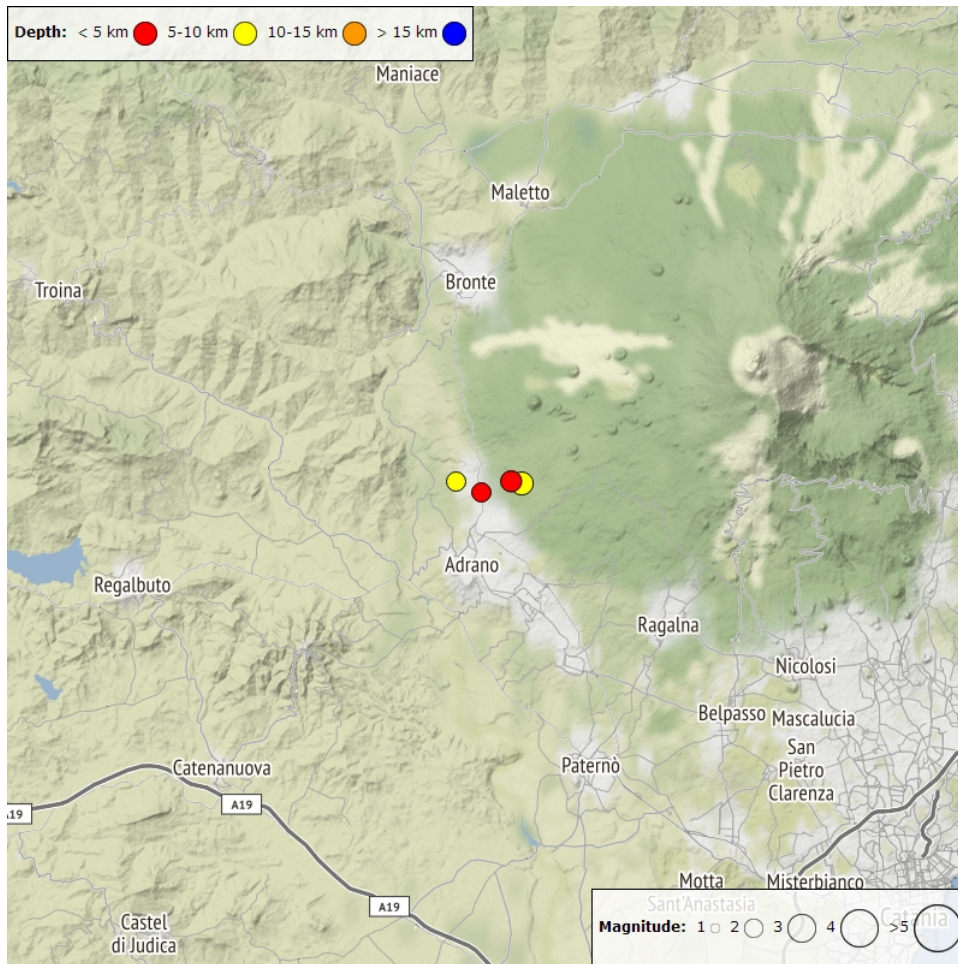 Depth: < 5 km 5-10 km 10-15 km > 15 km
Maniace
Maletto
Bronte
Troina
Adrano
Regalbuto
Ragalna
Nicolosi
Belpasso Mascalucia
San
Pietro
Clarenza
Paternò
Catenanuova
A19
A19
A19
Motta
Sant'Anastasia
Misterbianco
Catania
Castel
di Judica
Magnitude: 1 2 3 4 >5